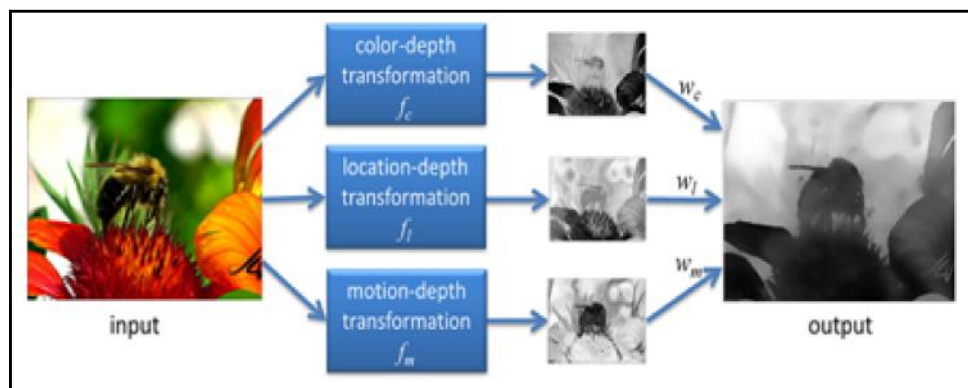 color-depth
transformation
f_c
w_c
location-depth
transformation
f_l
w_l
motion-depth
transformation
f_m
w_m
input
output